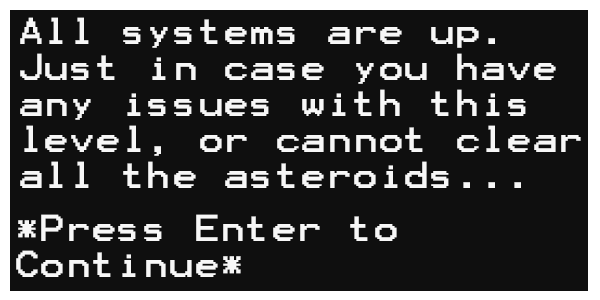 All systems are up.
Just in case you have
any issues with this
level, or cannot clear
all the asteroids...
*Press Enter to
Continue*